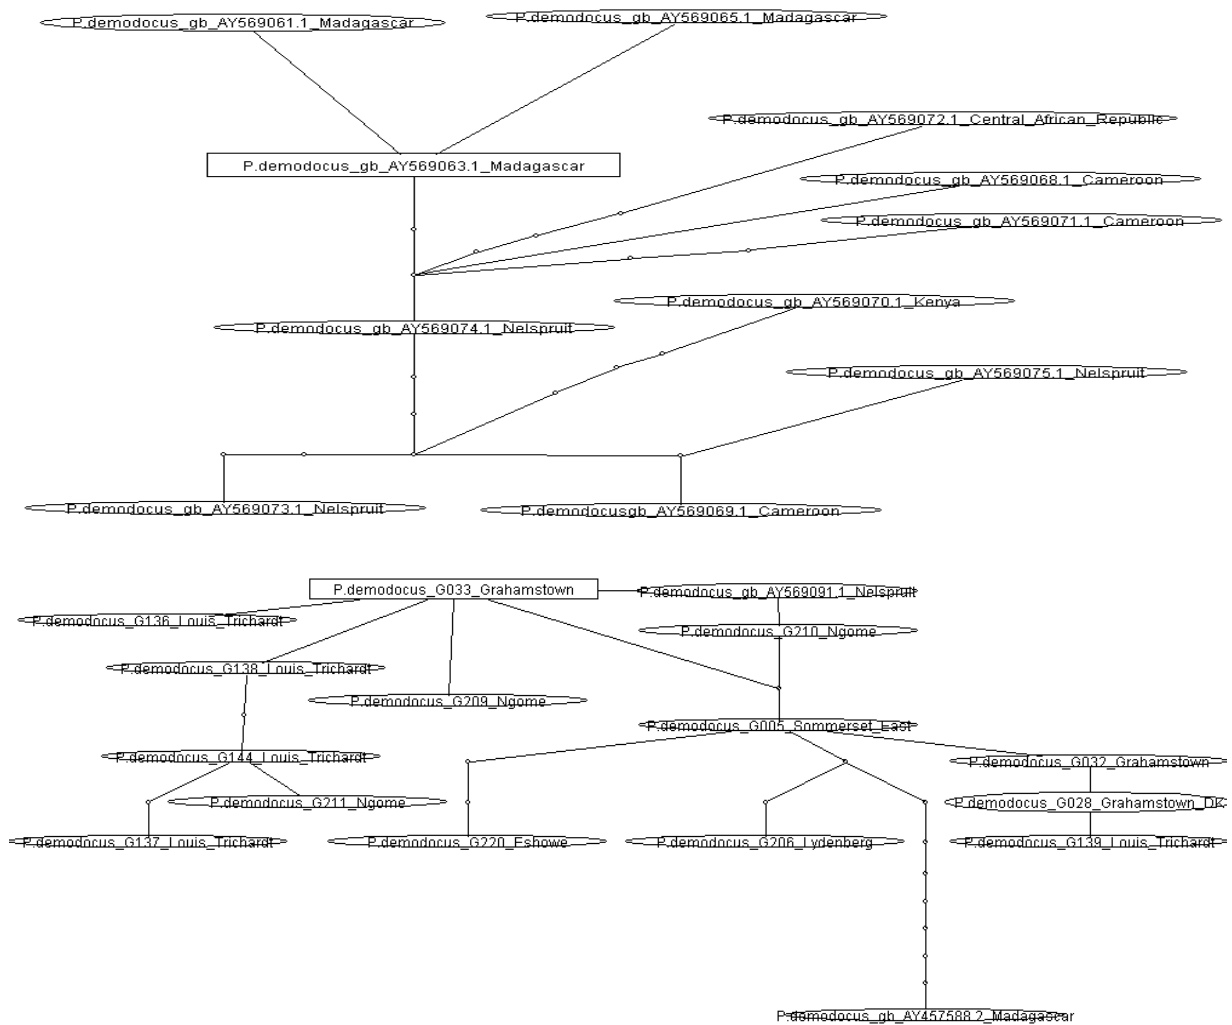 P.demodocus_gb_AY569061.1_Madagascar
P.demodocus_gb_AY569065.1_Madagascar
P.demodocus_gb_AY569072.1_Central_African_Republic
P.demodocus_gb_AY569063.1_Madagascar
P.demodocus_gb_AY569068.1_Cameroon
P.demodocus_gb_AY569071.1_Cameroon
P.demodocus_gb_AY569070.1_Kenya
P.demodocus_gb_AY569074.1_Nelspruit
P.demodocus_gb_AY569075.1_Nelspruit
P.demodocus_gb_AY569073.1_Nelspruit
P.demodocusgb_AY569069.1_Cameroon
P.demodocus_G033_Grahamstown
P.demodocus_gb_AY569091.1_Nelspruit
P.demodocus_G136_Louis_Trichardt
P.demodocus_G210_Ngome
P.demodocus_G138_Louis_Trichardt
P.demodocus_G209_Ngome
P.demodocus_G005_Sommerset_East
P.demodocus_G144_Louis_Trichardt
P.demodocus_G032_Grahamstown
P.demodocus_G211_Ngome
P.demodocus_G028_Grahamstown_DK
P.demodocus_G137_Louis_Trichardt
P.demodocus_G220_Eshowe
P.demodocus_G206_Lydenberg
P.demodocus_G139_Louis_Trichardt
P.demodocus_gb_AY457588.2_Madagascar